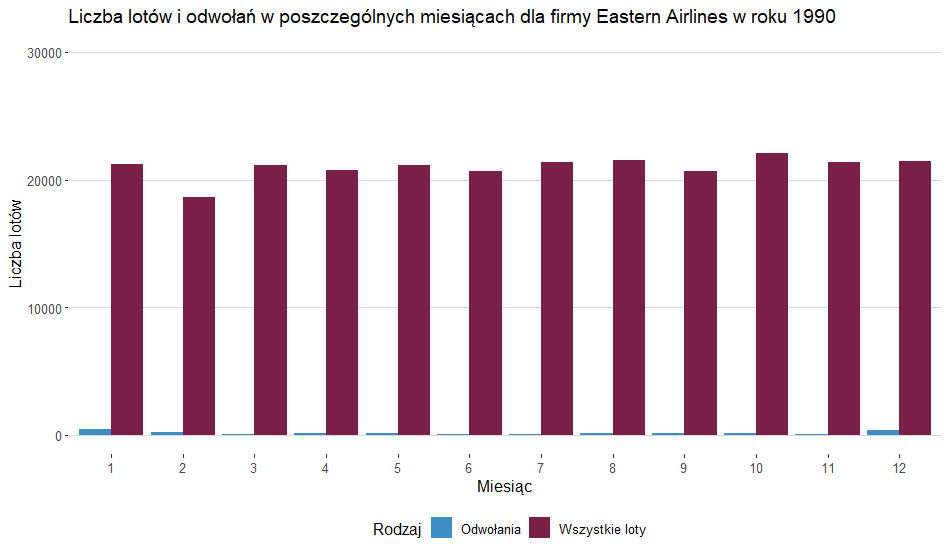 Liczba lotów i odwołań w poszczególnych miesiącach dla firmy Eastern Airlines w roku 1990
30000
20000
10000
0
Liczba lotów
1 2 3 4 5 6 7 8 9 10 11 12
Miesiąc
Rodzaj Odwołania Wszystkie loty